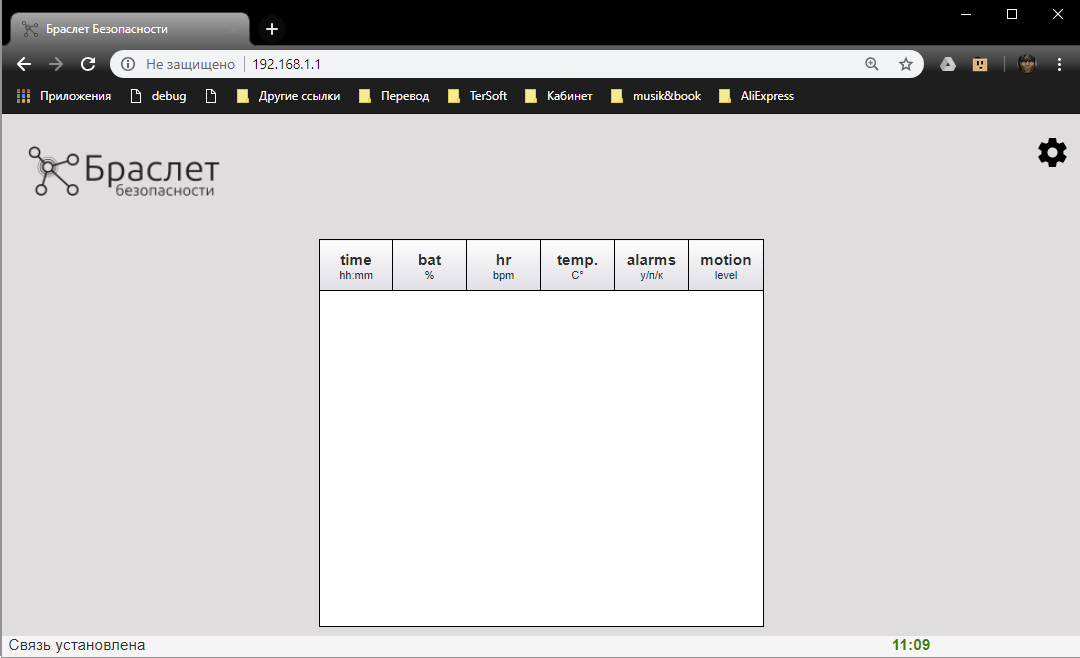 Браслет Безопасности
Не защищено 192.168.1.1
Приложения debug Другие ссылки Перевод TerSoft Кабинет musik&book AliExpress
Браслет
безопасности
time bat hr temp. alarms motion
hh:mm % bpm C° у/п/к level
Связь установлена 11:09